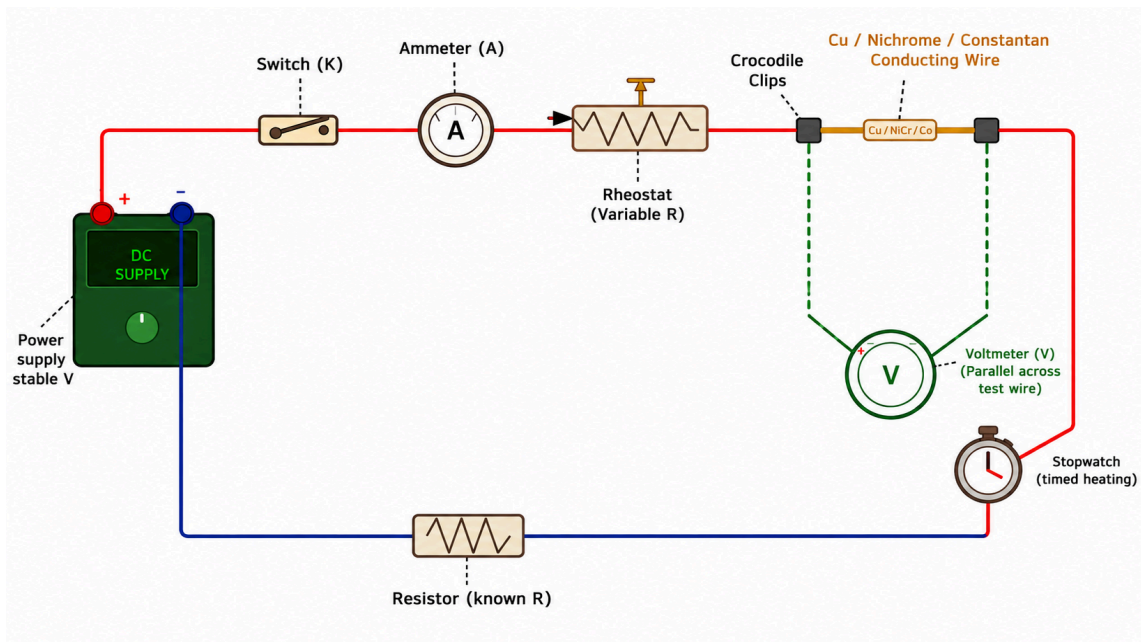 Cu / Nichrome / Constantan
Conducting Wire
Ammeter (A)
Switch (K)
Crocodile
Clips
A
Cu / NiCr / Co
Rheostat
(Variable R)
+
−
DC
SUPPLY
Power
supply
stable V
+
−
−
V
Voltmeter (V)
(Parallel across
test wire)
Stopwatch
(timed heating)
Resistor (known R)